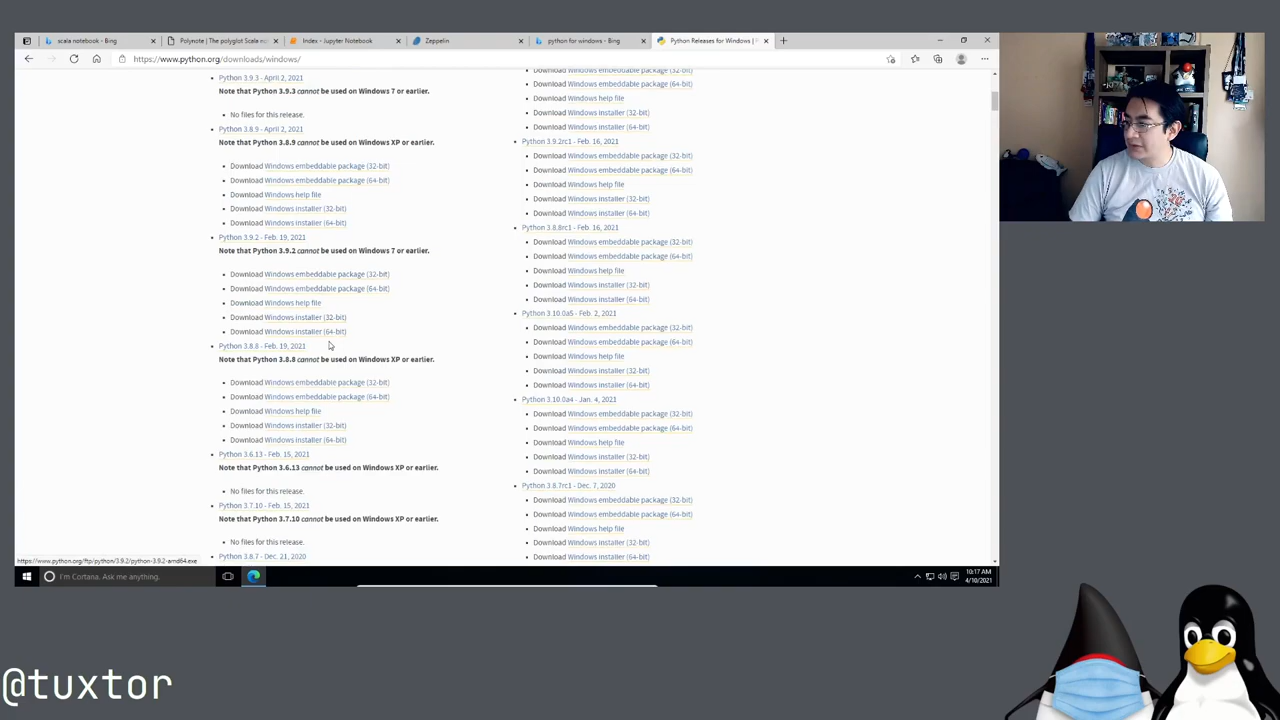 scala notebook - Bing
Polynote | The polyglot Scala no
Index - Jupyter Notebook
Zeppelin
python for windows - Bing
Python Releases for Windows |
https://www.python.org/downloads/windows/
Python 3.9.3 - April 2, 2021
Note that Python 3.9.3 cannot be used on Windows 7 or earlier.
No files for this release.
Python 3.8.9 - April 2, 2021
Note that Python 3.8.9 cannot be used on Windows XP or earlier.
Download Windows embeddable package (32-bit)
Download Windows embeddable package (64-bit)
Download Windows help file
Download Windows installer (32-bit)
Download Windows installer (64-bit)
Python 3.9.2 - Feb. 19, 2021
Note that Python 3.9.2 cannot be used on Windows 7 or earlier.
Download Windows embeddable package (32-bit)
Download Windows embeddable package (64-bit)
Download Windows help file
Download Windows installer (32-bit)
Download Windows installer (64-bit)
Python 3.8.8 - Feb. 19, 2021
Note that Python 3.8.8 cannot be used on Windows XP or earlier.
Download Windows embeddable package (32-bit)
Download Windows embeddable package (64-bit)
Download Windows help file
Download Windows installer (32-bit)
Download Windows installer (64-bit)
Python 3.6.13 - Feb. 15, 2021
Note that Python 3.6.13 cannot be used on Windows XP or earlier.
No files for this release.
Python 3.7.10 - Feb. 15, 2021
Note that Python 3.7.10 cannot be used on Windows XP or earlier.
No files for this release.
Python 3.8.7 - Dec. 21, 2020
Download Windows embeddable package (32-bit)
Download Windows embeddable package (64-bit)
Download Windows help file
Download Windows installer (32-bit)
Download Windows installer (64-bit)
Python 3.9.2rc1 - Feb. 16, 2021
Download Windows embeddable package (32-bit)
Download Windows embeddable package (64-bit)
Download Windows help file
Download Windows installer (32-bit)
Download Windows installer (64-bit)
Python 3.8.8rc1 - Feb. 16, 2021
Download Windows embeddable package (32-bit)
Download Windows embeddable package (64-bit)
Download Windows help file
Download Windows installer (32-bit)
Download Windows installer (64-bit)
Python 3.10.0a5 - Feb. 2, 2021
Download Windows embeddable package (32-bit)
Download Windows embeddable package (64-bit)
Download Windows help file
Download Windows installer (32-bit)
Download Windows installer (64-bit)
Python 3.10.0a4 - Jan. 4, 2021
Download Windows embeddable package (32-bit)
Download Windows embeddable package (64-bit)
Download Windows help file
Download Windows installer (32-bit)
Download Windows installer (64-bit)
Python 3.8.7rc1 - Dec. 7, 2020
Download Windows embeddable package (32-bit)
Download Windows embeddable package (64-bit)
Download Windows help file
Download Windows installer (32-bit)
Download Windows installer (64-bit)
https://www.python.org/ftp/python/3.9.2/python-3.9.2-amd64.exe
I'm Cortana. Ask me anything.
10:17 AM
4/10/2021
@tuxtor